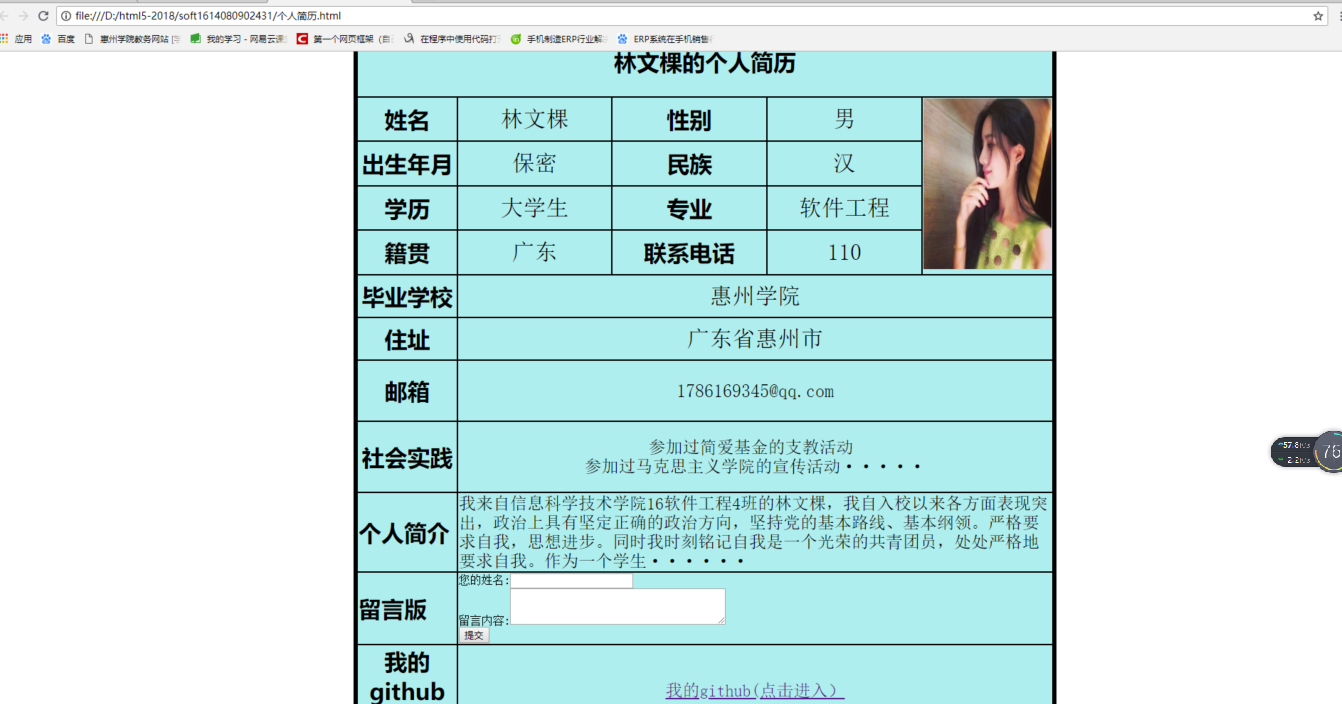 file:///D:/html5-2018/soft1614080902431/个人简历.html
应用 百度 惠州学院教务网站 我的学习 - 网易云课 第一个网页框架 在程序中使用代码打 手机制造ERP行业解 ERP系统在手机销售
林文棵的个人简历
姓名 林文棵 性别 男
出生年月 保密 民族 汉
学历 大学生 专业 软件工程
籍贯 广东 联系电话 110
毕业学校 惠州学院
住址 广东省惠州市
邮箱 1786169345@qq.com
社会实践 参加过简爱基金的支教活动
参加过马克思主义学院的宣传活动·····
个人简介 我来自信息科学技术学院16软件工程4班的林文棵，我自入校以来各方面表现突
出，政治上具有坚定正确的政治方向，坚持党的基本路线、基本纲领。严格要
求自我，思想进步。同时我时刻铭记自我是一个光荣的共青团员，处处严格地
要求自我。作为一个学生······
留言版 您的姓名:
留言内容:
提交
我的
github
我的github(点击进入）